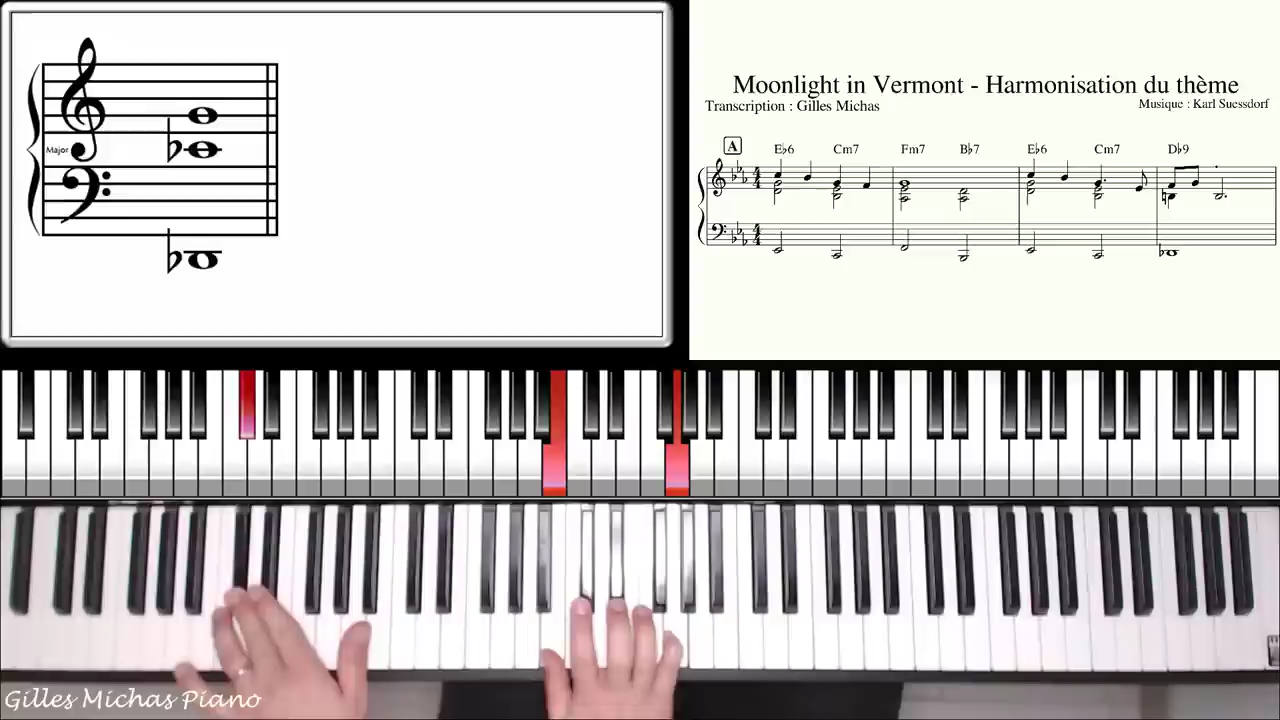 Major
Moonlight in Vermont - Harmonisation du thème
Transcription : Gilles Michas
Musique : Karl Suessdorf
A
E♭6 Cm7 Fm7 B♭7 E♭6 Cm7 D♭9
Gilles Michas Piano